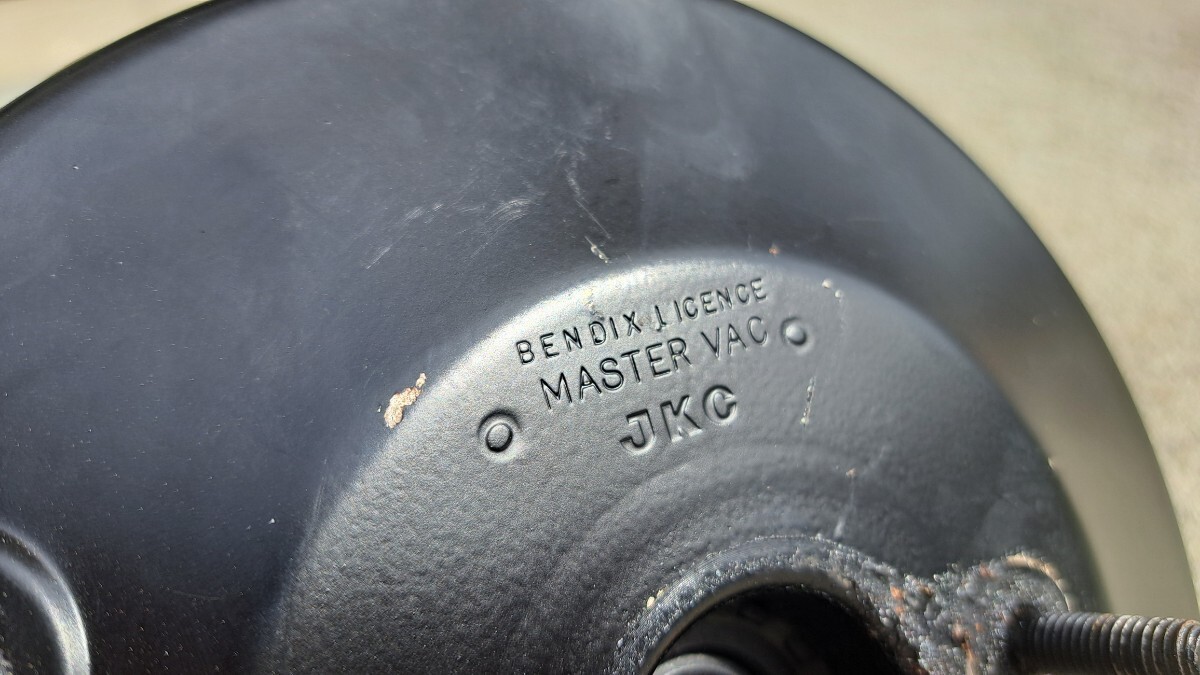 BENDIX LICENCE
MASTER VAC
JKC